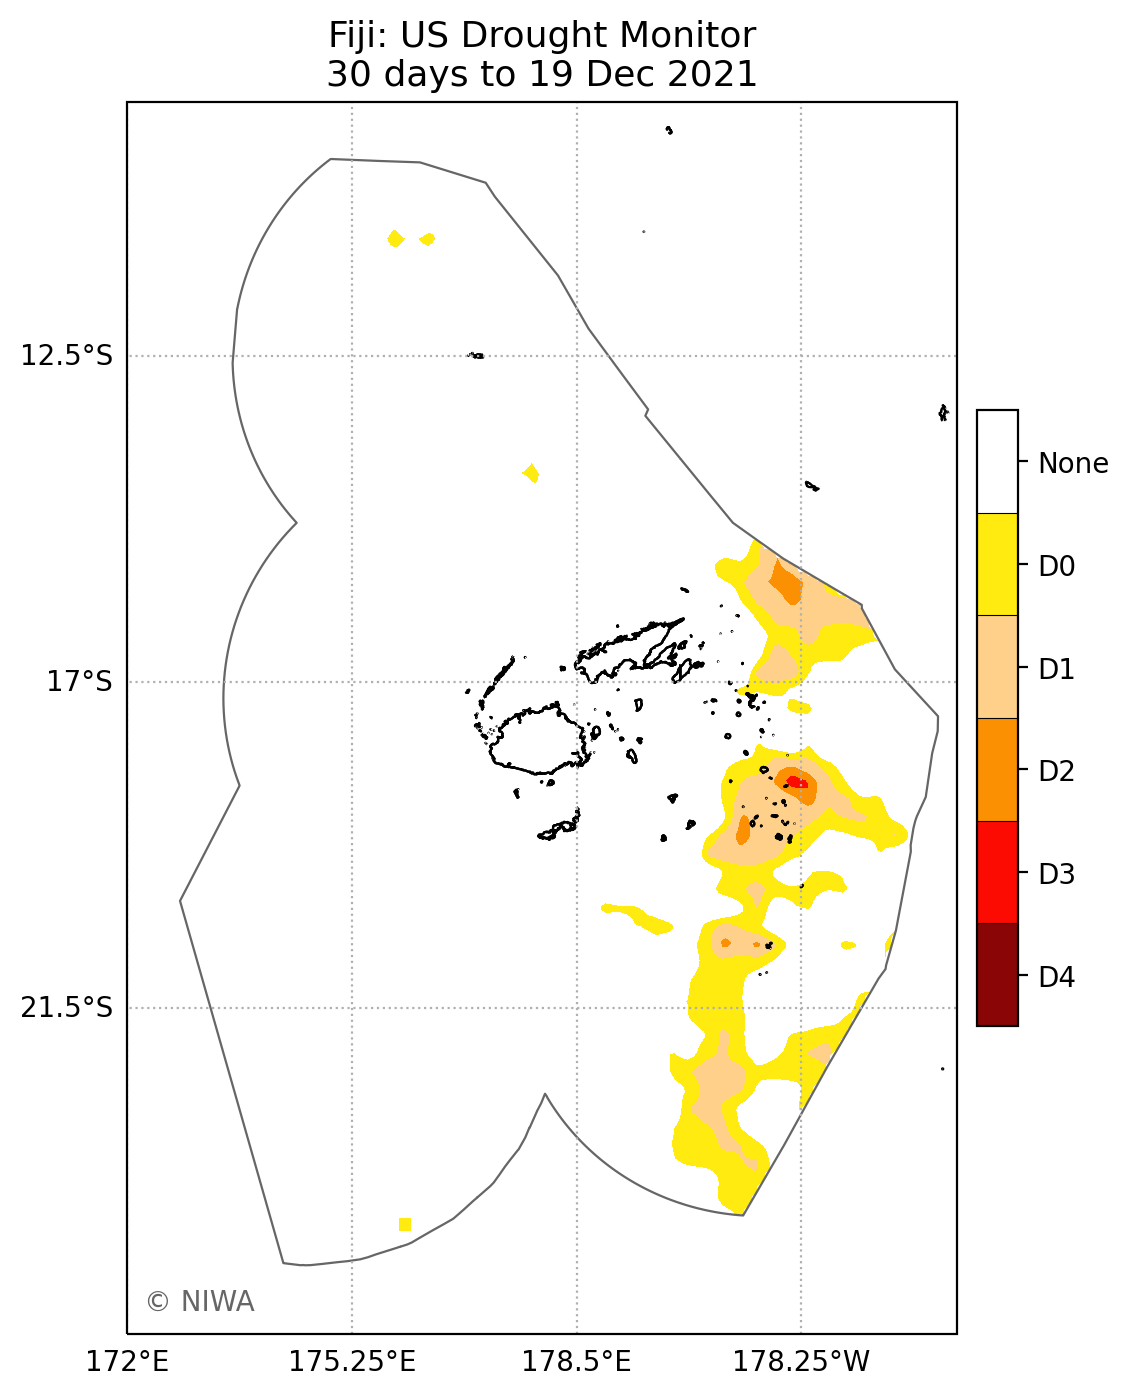 Fiji: US Drought Monitor
30 days to 19 Dec 2021
12.5°S
17°S
21.5°S
None
D0
D1
D2
D3
D4
© NIWA
172°E
175.25°E
178.5°E
178.25°W